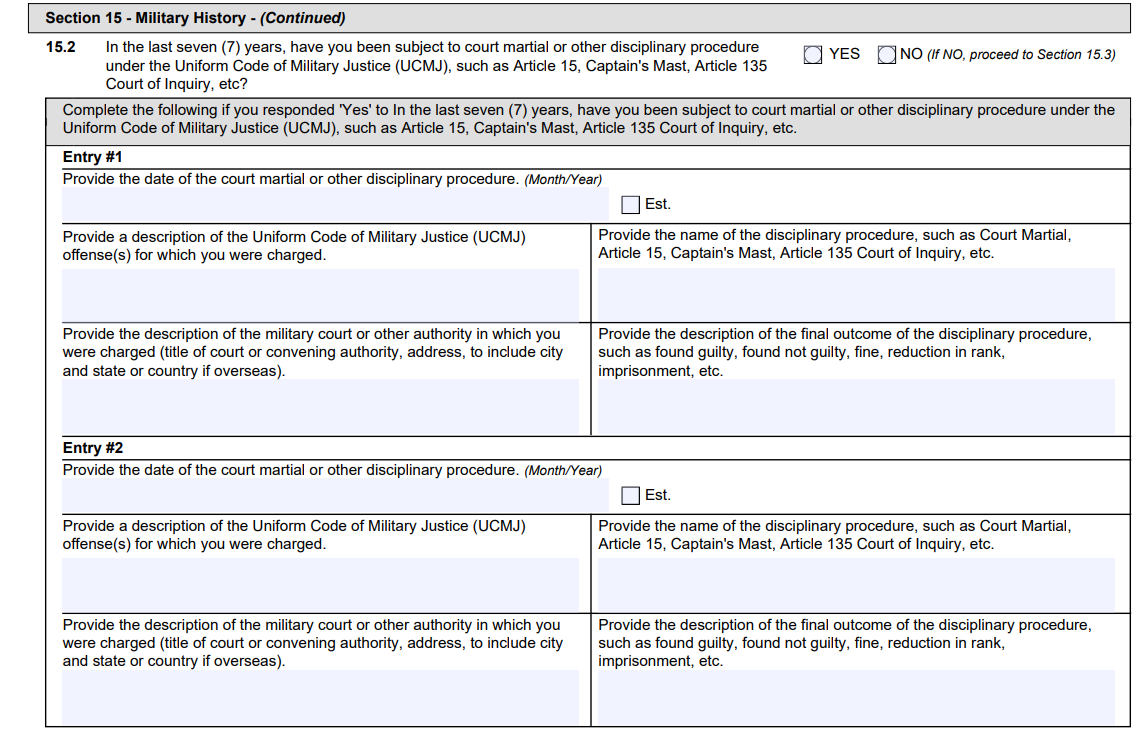 Section 15 - Military History - (Continued)
15.2 In the last seven (7) years, have you been subject to court martial or other disciplinary procedure
under the Uniform Code of Military Justice (UCMJ), such as Article 15, Captain's Mast, Article 135
Court of Inquiry, etc?
YES NO (If NO, proceed to Section 15.3)
Complete the following if you responded 'Yes' to In the last seven (7) years, have you been subject to court martial or other disciplinary procedure under the
Uniform Code of Military Justice (UCMJ), such as Article 15, Captain's Mast, Article 135 Court of Inquiry, etc.
Entry #1
Provide the date of the court martial or other disciplinary procedure. (Month/Year)
Est.
Provide a description of the Uniform Code of Military Justice (UCMJ)
offense(s) for which you were charged.
Provide the name of the disciplinary procedure, such as Court Martial,
Article 15, Captain's Mast, Article 135 Court of Inquiry, etc.
Provide the description of the military court or other authority in which you
were charged (title of court or convening authority, address, to include city
and state or country if overseas).
Provide the description of the final outcome of the disciplinary procedure,
such as found guilty, found not guilty, fine, reduction in rank,
imprisonment, etc.
Entry #2
Provide the date of the court martial or other disciplinary procedure. (Month/Year)
Est.
Provide a description of the Uniform Code of Military Justice (UCMJ)
offense(s) for which you were charged.
Provide the name of the disciplinary procedure, such as Court Martial,
Article 15, Captain's Mast, Article 135 Court of Inquiry, etc.
Provide the description of the military court or other authority in which you
were charged (title of court or convening authority, address, to include city
and state or country if overseas).
Provide the description of the final outcome of the disciplinary procedure,
such as found guilty, found not guilty, fine, reduction in rank,
imprisonment, etc.